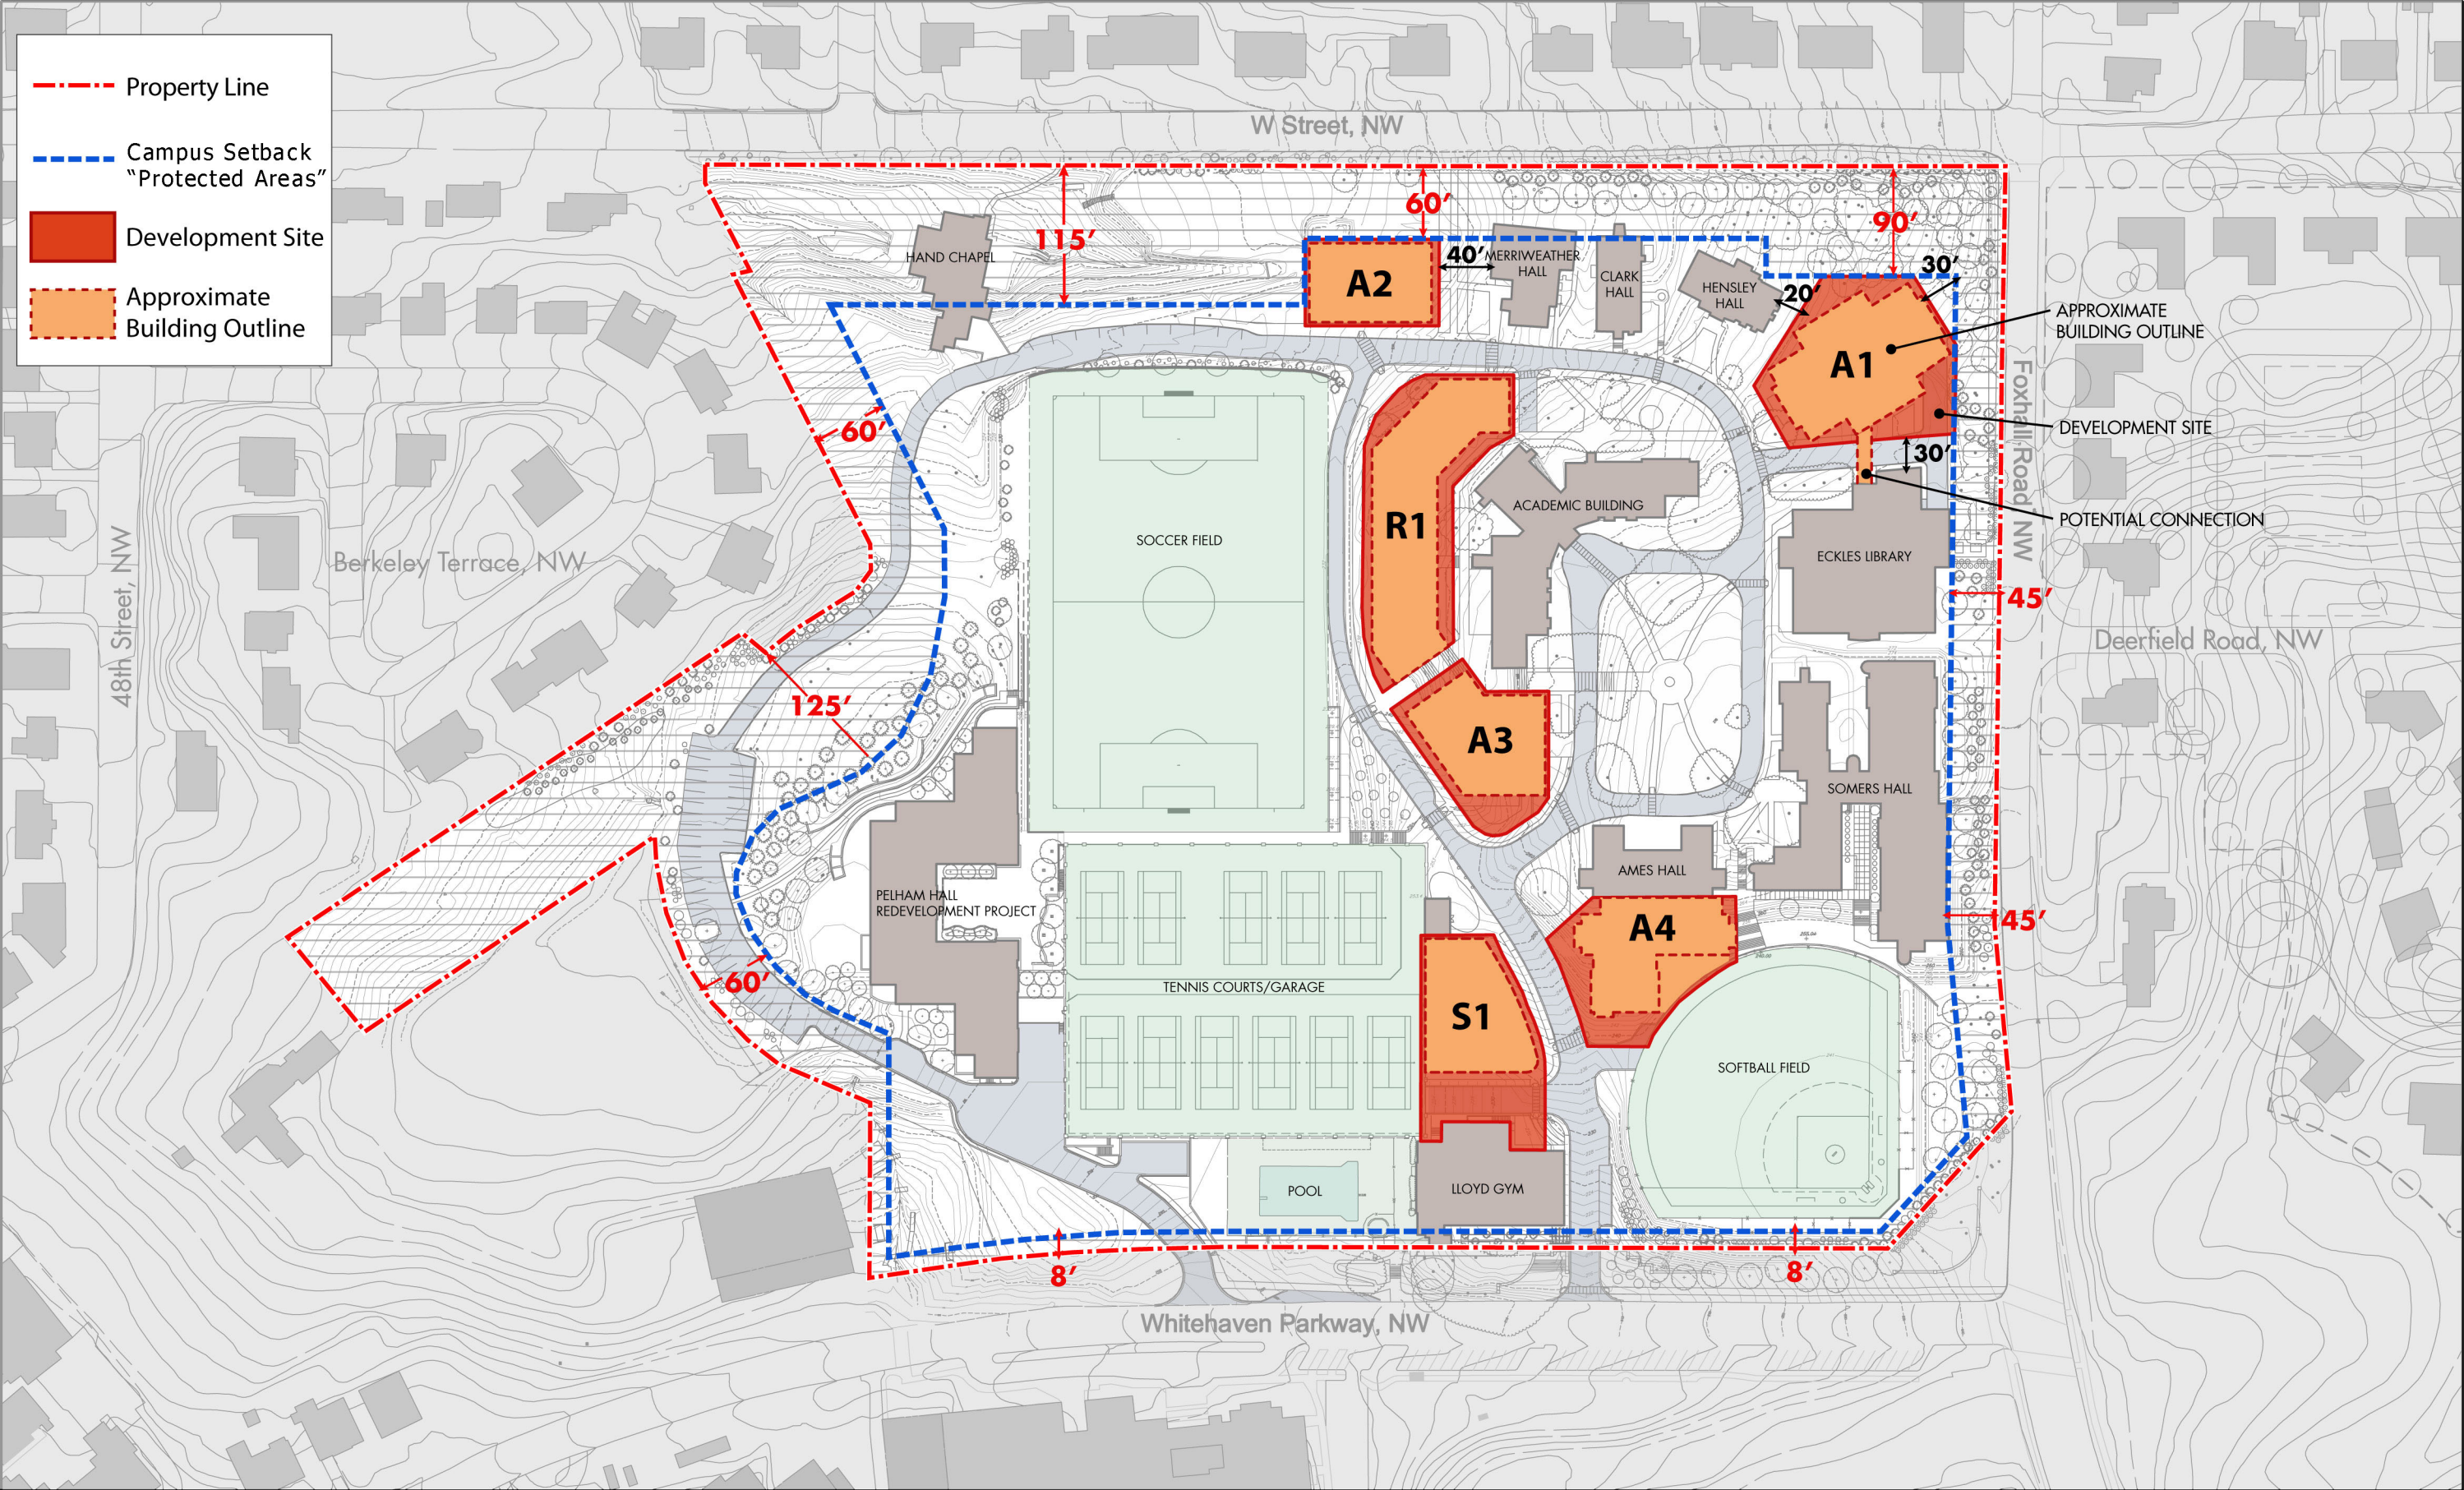 Property Line
Campus Setback
“Protected Areas”
Development Site
Approximate
Building Outline
W Street, NW
60′
115′
90′
HAND CHAPEL
A2
40′
MERRIWEATHER
HALL
CLARK
HALL
HENSLEY
HALL
20′
30′
A1
APPROXIMATE
BUILDING OUTLINE
DEVELOPMENT SITE
30′
POTENTIAL CONNECTION
Foxhall Road NW
60′
R1
ACADEMIC BUILDING
SOCCER FIELD
ECKLES LIBRARY
45′
Berkeley Terrace, NW
48th Street, NW
Deerfield Road, NW
125′
A3
SOMERS HALL
AMES HALL
PELHAM HALL
REDEVELOPMENT PROJECT
A4
45′
60′
TENNIS COURTS/GARAGE
S1
SOFTBALL FIELD
POOL
LLOYD GYM
8′
8′
Whitehaven Parkway, NW